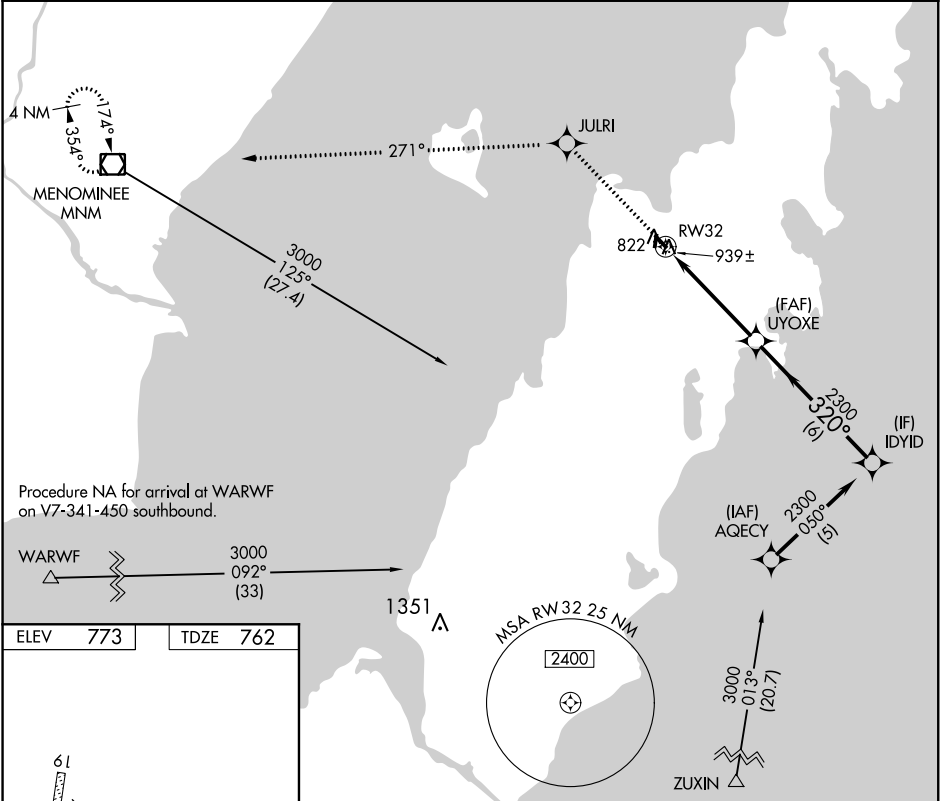 4 NM
174°
354°
MENOMINEE
MNM
271°
JULRI
822
RW32
939±
3000
125°
(27.4)
(FAF)
UYOXE
2300
320°
(6)
(IF)
IDYID
Procedure NA for arrival at WARWF
on V7-341-450 southbound.
WARWF
3000
092°
(33)
(IAF)
AQECY
2300
050°
(5)
1351
MSA RW32 25 NM
2400
3000
013°
(20.7)
ZUXIN
ELEV 773
TDZE 762
19